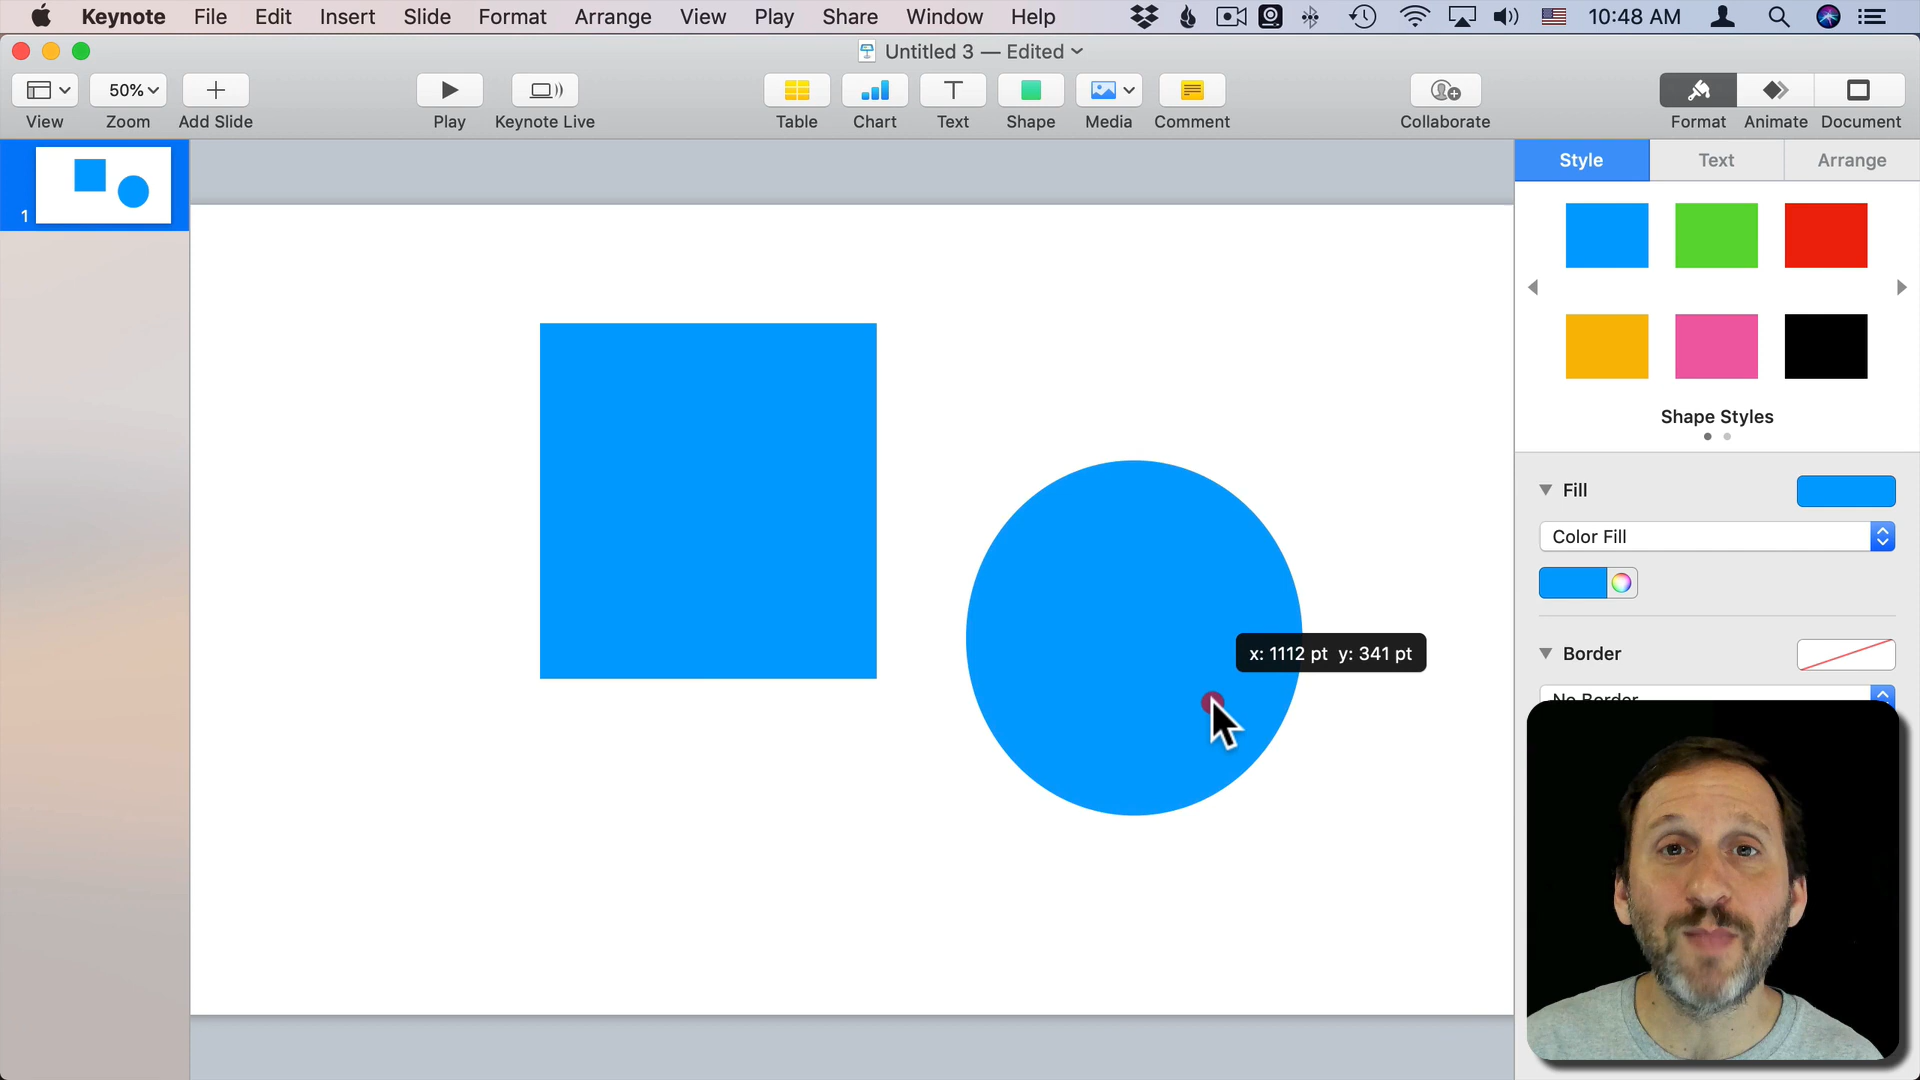 Keynote File Edit Insert Slide Format Arrange View Play Share Window Help 10:48 AM
Untitled 3 — Edited
50%
View Zoom Add Slide Play Keynote Live Table Chart Text Shape Media Comment Collaborate Format Animate Document
Style Text Arrange
1
Shape Styles
Fill
Color Fill
x: 1112 pt y: 341 pt
Border
No Border